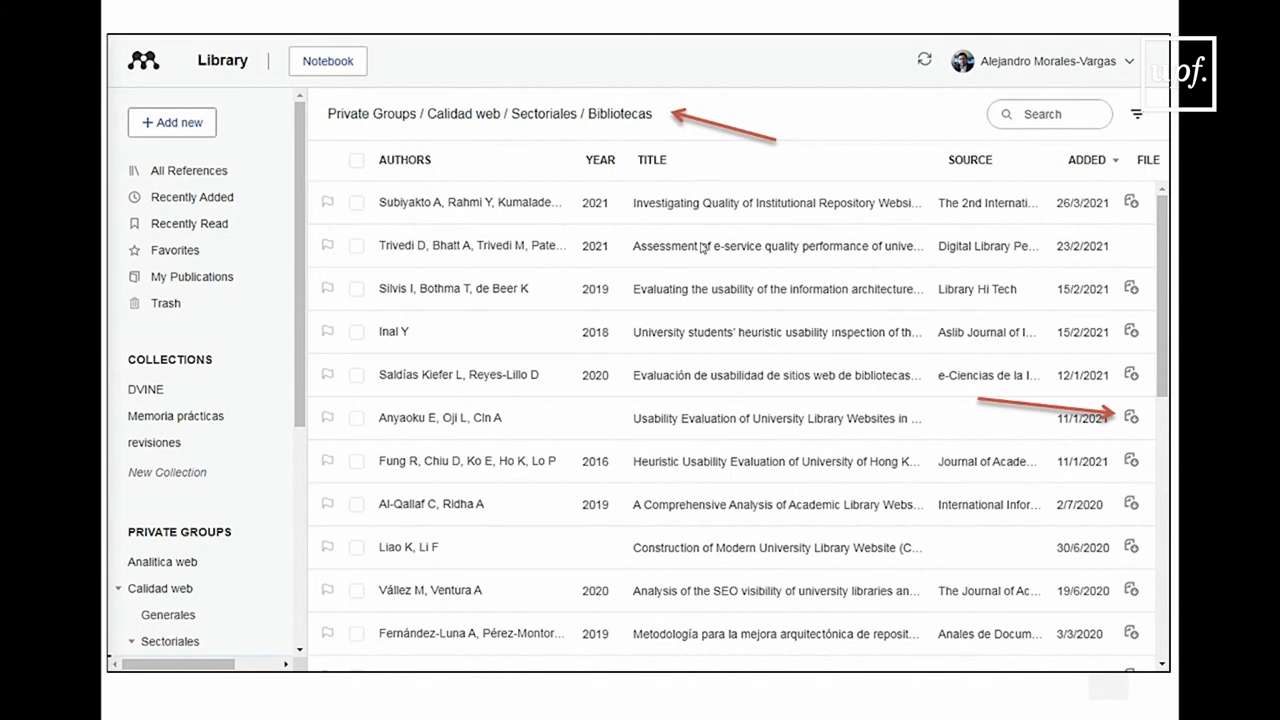 Library | Notebook Alejandro Morales-Vargas
upf.
+ Add new
Private Groups / Calidad web / Sectoriales / Bibliotecas Search
All References
Recently Added
Recently Read
Favorites
My Publications
Trash
COLLECTIONS
DVINE
Memoria prácticas
revisiones
New Collection
PRIVATE GROUPS
Analitica web
Calidad web
Generales
Sectoriales
AUTHORS YEAR TITLE SOURCE ADDED FILE
Subiyakto A, Rahmi Y, Kumalade... 2021 Investigating Quality of Institutional Repository Websi... The 2nd Internati... 26/3/2021
Trivedi D, Bhatt A, Trivedi M, Pate... 2021 Assessment of e-service quality performance of unive... Digital Library Pe... 23/2/2021
Silvis I, Bothma T, de Beer K 2019 Evaluating the usability of the information architecture... Library Hi Tech 15/2/2021
Inal Y 2018 University students' heuristic usability inspection of th... Aslib Journal of I... 15/2/2021
Saldías Kiefer L, Reyes-Lillo D 2020 Evaluación de usabilidad de sitios web de bibliotecas... e-Ciencias de la I... 12/1/2021
Anyaoku E, Oji L, CIn A Usability Evaluation of University Library Websites in ... 11/1/2021
Fung R, Chiu D, Ko E, Ho K, Lo P 2016 Heuristic Usability Evaluation of University of Hong K... Journal of Acade... 11/1/2021
Al-Qallaf C, Ridha A 2019 A Comprehensive Analysis of Academic Library Webs... International Infor... 2/7/2020
Liao K, Li F Construction of Modern University Library Website (C... 30/6/2020
Vállez M, Ventura A 2020 Analysis of the SEO visibility of university libraries an... The Journal of Ac... 19/6/2020
Fernández-Luna A, Pérez-Montor... 2019 Metodología para la mejora arquitectónica de reposit... Anales de Docum... 3/3/2020